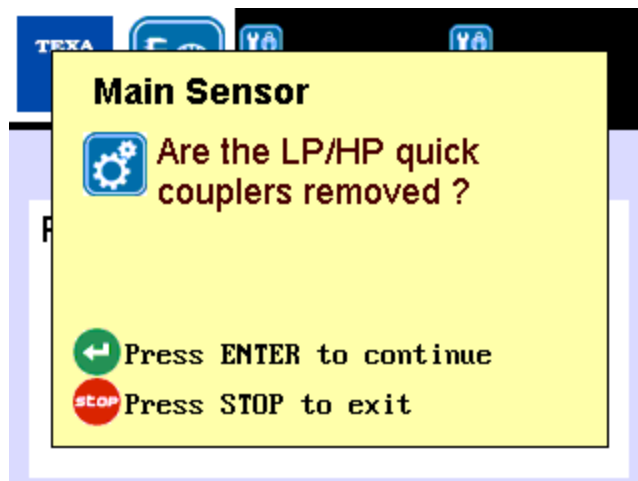 TEXA
Main Sensor
Are the LP/HP quick
couplers removed ?
Press ENTER to continue
stop
Press STOP to exit